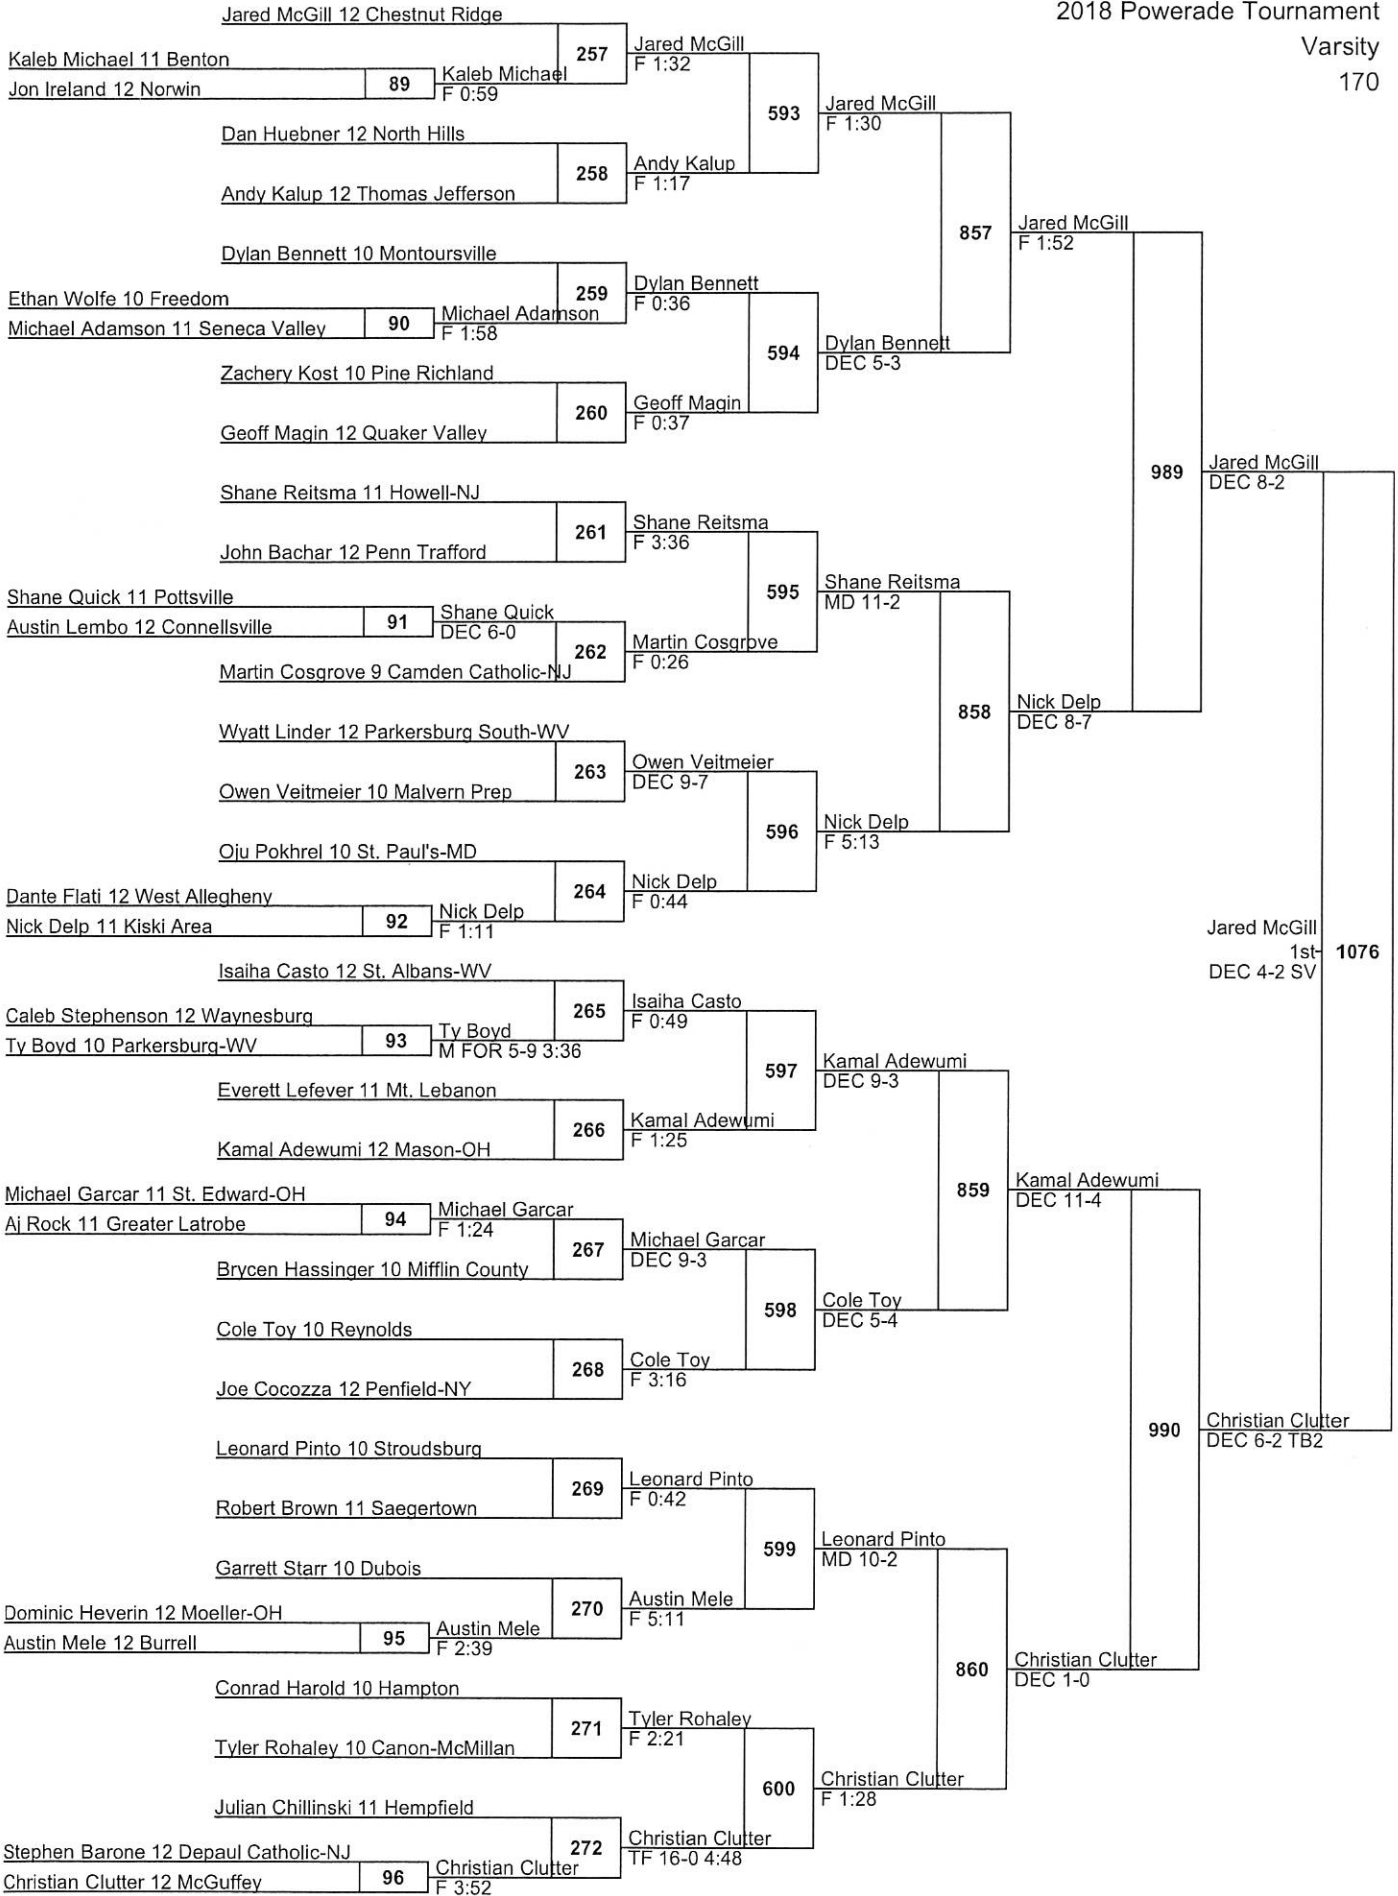 2018 Powerade Tournament
Varsity
170
Jared McGill 12 Chestnut Ridge
257
Jared McGill
F 1:32
Kaleb Michael 11 Benton
Jon Ireland 12 Norwin
89
Kaleb Michael
F 0:59
593
Jared McGill
F 1:30
Dan Huebner 12 North Hills
Andy Kalup 12 Thomas Jefferson
258
Andy Kalup
F 1:17
857
Jared McGill
F 1:52
Dylan Bennett 10 Montoursville
259
Dylan Bennett
F 0:36
Ethan Wolfe 10 Freedom
Michael Adamson 11 Seneca Valley
90
Michael Adamson
F 1:58
594
Dylan Bennett
DEC 5-3
Zachery Kost 10 Pine Richland
Geoff Magin 12 Quaker Valley
260
Geoff Magin
F 0:37
989
Jared McGill
DEC 8-2
Shane Reitsma 11 Howell-NJ
John Bachar 12 Penn Trafford
261
Shane Reitsma
F 3:36
595
Shane Reitsma
MD 11-2
Shane Quick 11 Pottsville
Austin Lembo 12 Connellsville
91
Shane Quick
DEC 6-0
262
Martin Cosgrove
F 0:26
Martin Cosgrove 9 Camden Catholic-NJ
858
Nick Delp
DEC 8-7
Wyatt Linder 12 Parkersburg South-WV
Owen Veitmeier 10 Malvern Prep
263
Owen Veitmeier
DEC 9-7
596
Nick Delp
F 5:13
Oju Pokhrel 10 St. Paul's-MD
264
Nick Delp
F 0:44
Dante Flati 12 West Allegheny
Nick Delp 11 Kiski Area
92
Nick Delp
F 1:11
Jared McGill
1st
DEC 4-2 SV
1076
Isaiha Casto 12 St. Albans-WV
265
Isaiha Casto
F 0:49
Caleb Stephenson 12 Waynesburg
Ty Boyd 10 Parkersburg-WV
93
Ty Boyd
M FOR 5-9 3:36
597
Kamal Adewumi
DEC 9-3
Everett Lefever 11 Mt. Lebanon
Kamal Adewumi 12 Mason-OH
266
Kamal Adewumi
F 1:25
859
Kamal Adewumi
DEC 11-4
Michael Garcar 11 St. Edward-OH
Aj Rock 11 Greater Latrobe
94
Michael Garcar
F 1:24
267
Michael Garcar
DEC 9-3
Brycen Hassinger 10 Mifflin County
598
Cole Toy
DEC 5-4
Cole Toy 10 Reynolds
Joe Cocozza 12 Penfield-NY
268
Cole Toy
F 3:16
990
Christian Clutter
DEC 6-2 TB2
Leonard Pinto 10 Stroudsburg
Robert Brown 11 Saegertown
269
Leonard Pinto
F 0:42
599
Leonard Pinto
MD 10-2
Garrett Starr 10 Dubois
270
Austin Mele
F 5:11
Dominic Heverin 12 Moeller-OH
Austin Mele 12 Burrell
95
Austin Mele
F 2:39
860
Christian Clutter
DEC 1-0
Conrad Harold 10 Hampton
Tyler Rohaley 10 Canon-McMillan
271
Tyler Rohaley
F 2:21
600
Christian Clutter
F 1:28
Julian Chillinski 11 Hempfield
272
Christian Clutter
TF 16-0 4:48
Stephen Barone 12 Depaul Catholic-NJ
Christian Clutter 12 McGuffey
96
Christian Clutter
F 3:52